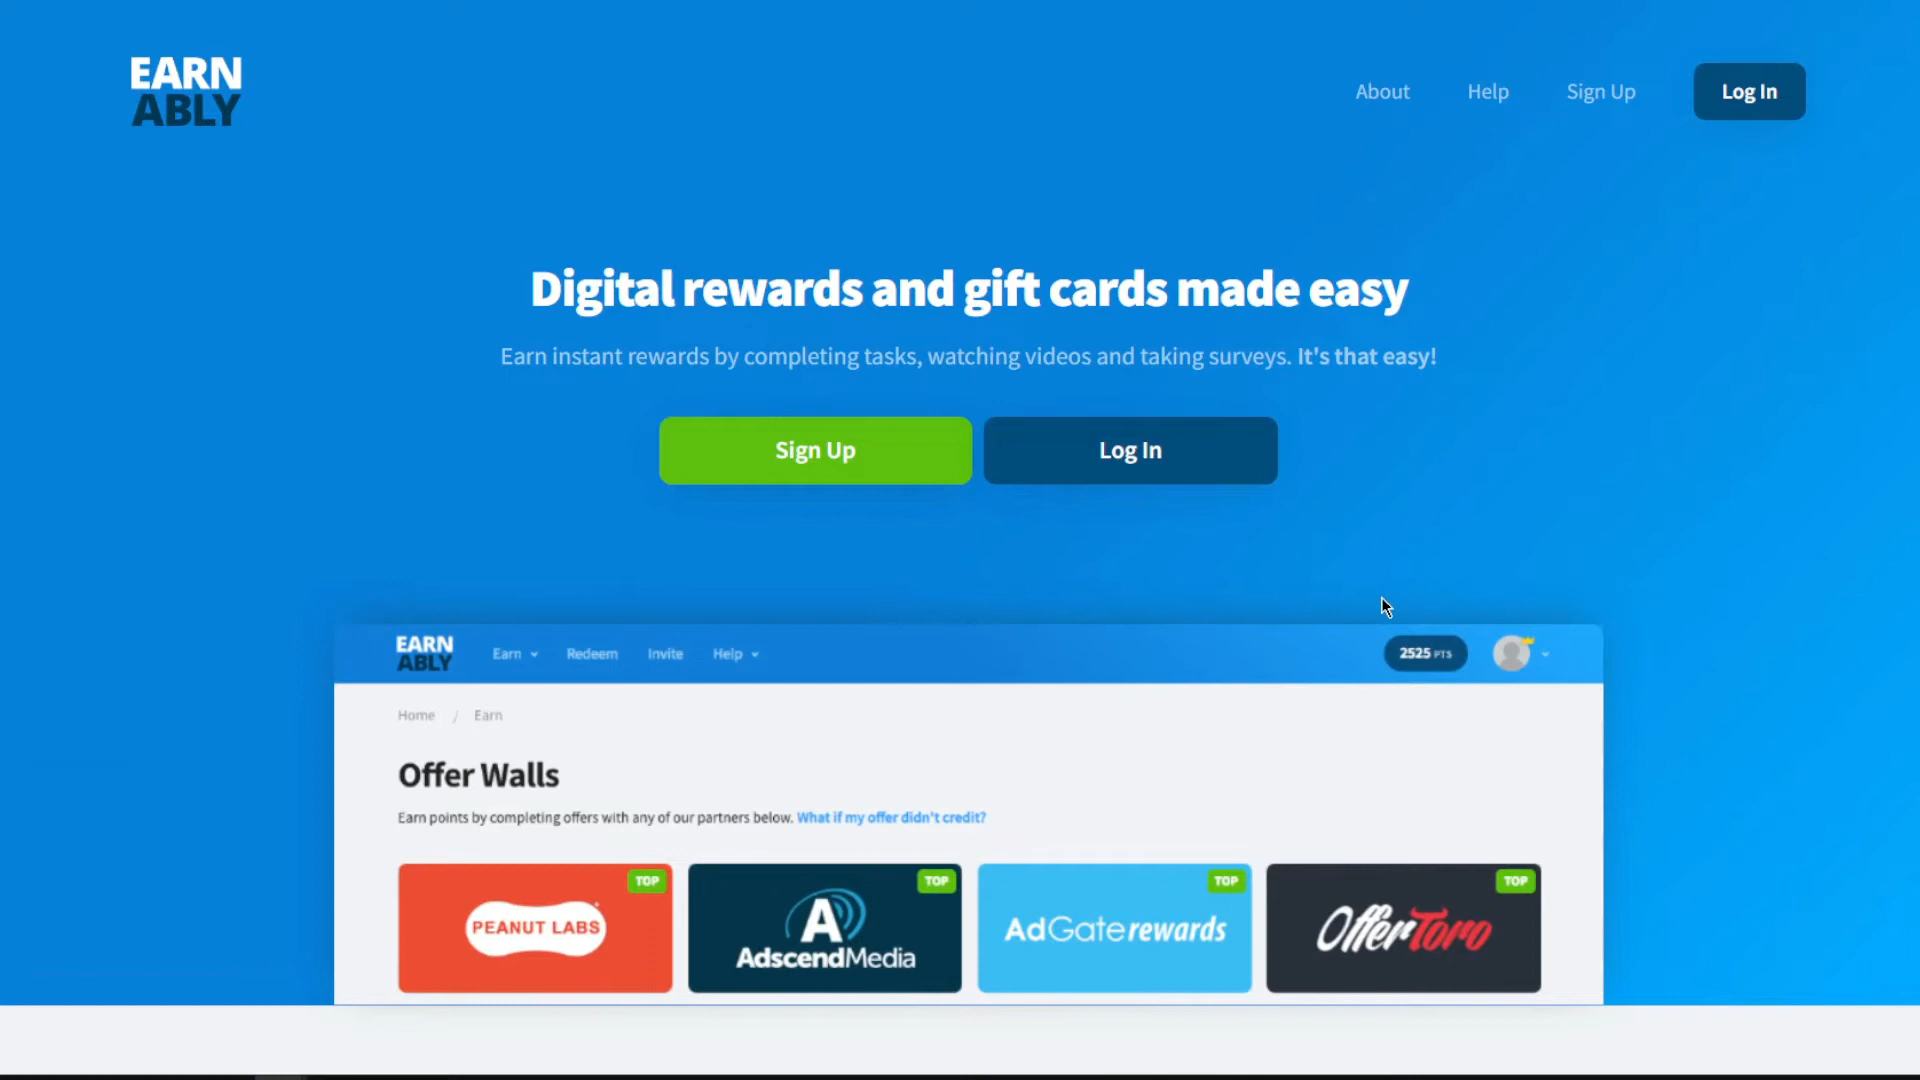 EARN
ABLY
About
Help
Sign Up
Log In
Digital rewards and gift cards made easy
Earn instant rewards by completing tasks, watching videos and taking surveys. It's that easy!
Sign Up
Log In
EARN
ABLY
Earn
Redeem
Invite
Help
2525 PTS
Home / Earn
Offer Walls
Earn points by completing offers with any of our partners below. What if my offer didn't credit?
TOP
PEANUT LABS
TOP
A
AdscendMedia
TOP
AdGate rewards
TOP
OfferToro